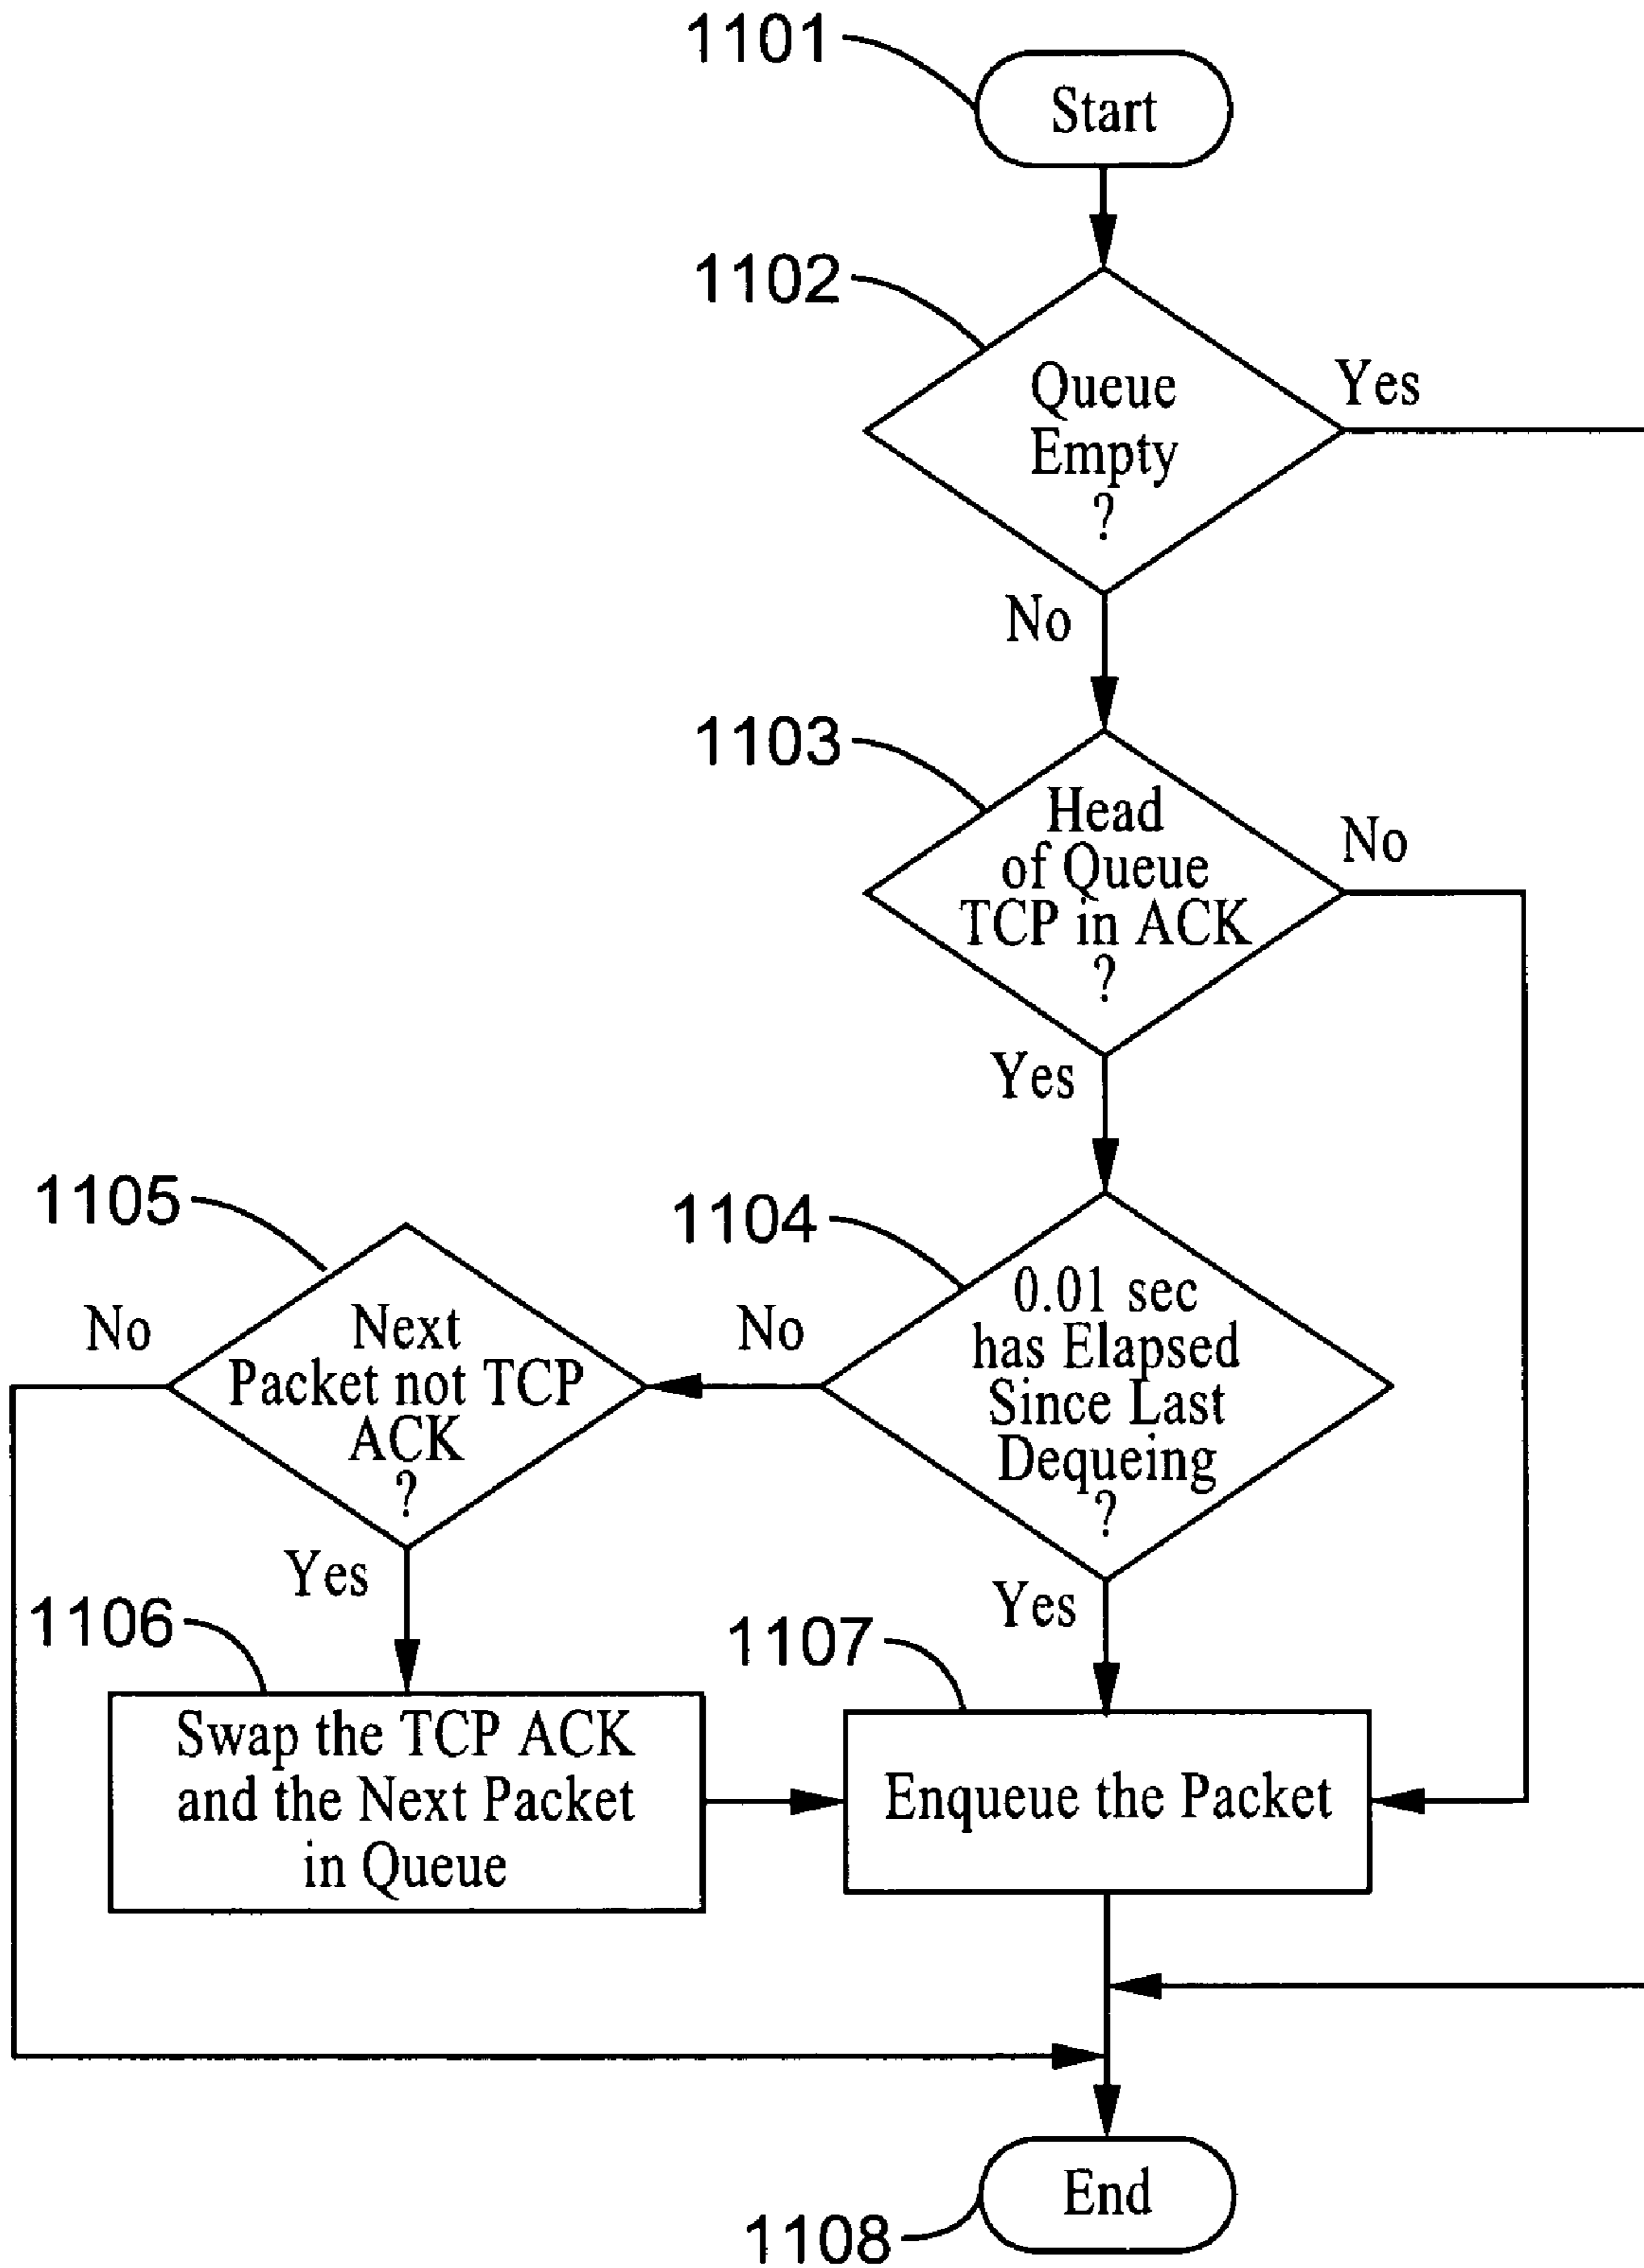 1101
Start
1102
Queue
Empty
?
Yes
No
1103
Head
of Queue
TCP in ACK
?
No
Yes
1104
0.01 sec
has Elapsed
Since Last
Dequeing
?
No
Yes
1105
Next
Packet not TCP
ACK
?
No
Yes
1106
Swap the TCP ACK
and the Next Packet
in Queue
1107
Enqueue the Packet
End
1108